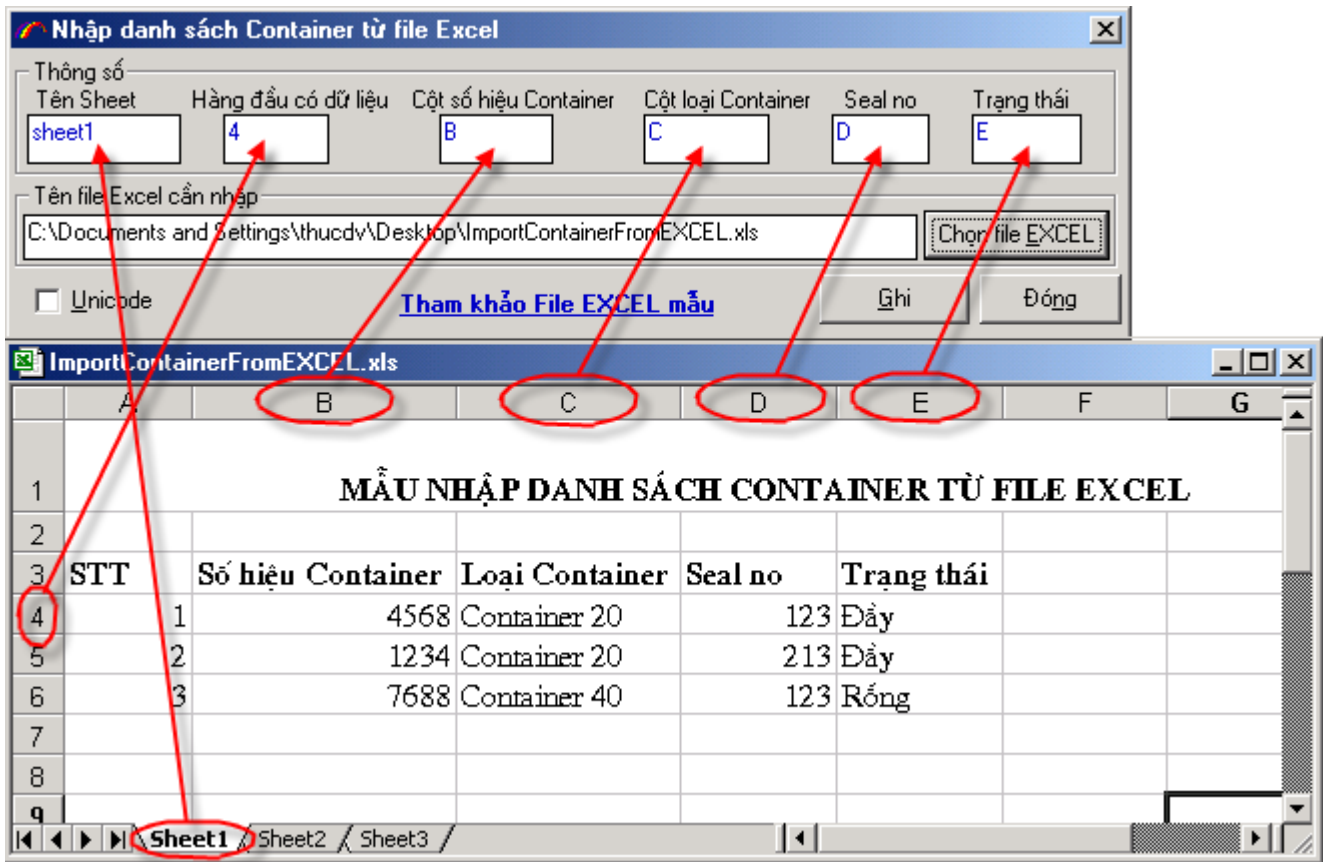 Nhập danh sách Container từ file Excel
Thông số
Tên Sheet Hàng đầu có dữ liệu Cột số hiệu Container Cột loại Container Seal no Trạng thái
sheet1 4 B C D E
Tên file Excel cần nhập
C:\Documents and Settings\thucdv\Desktop\ImportContainerFromEXCEL.xls Chọn file EXCEL
Unicode Tham khảo File EXCEL mẫu Ghi Đóng
ImportContainerFromEXCEL.xls
A B C D E F G
1 MẪU NHẬP DANH SÁCH CONTAINER TỪ FILE EXCEL
2
3 STT Số hiệu Container Loại Container Seal no Trạng thái
4 1 4568 Container 20 123 Đầy
5 2 1234 Container 20 213 Đầy
6 3 7688 Container 40 123 Rống
7
8
9
Sheet1 Sheet2 Sheet3